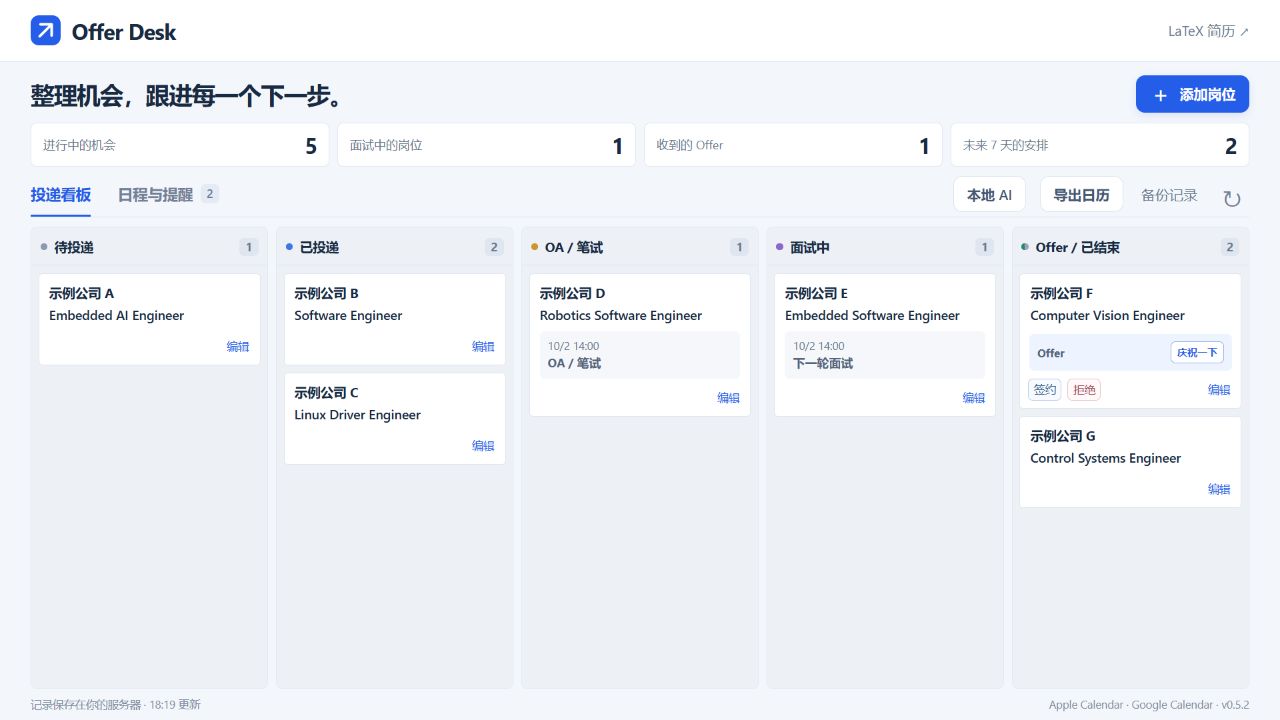 Offer Desk
LaTeX 简历 ↗
整理机会，跟进每一个下一步。
＋ 添加岗位
进行中的机会 5
面试中的岗位 1
收到的 Offer 1
未来 7 天的安排 2
投递看板
日程与提醒 2
本地 AI
导出日历
备份记录
↻
待投递 1
示例公司 A
Embedded AI Engineer
编辑
已投递 2
示例公司 B
Software Engineer
编辑
示例公司 C
Linux Driver Engineer
编辑
OA / 笔试 1
示例公司 D
Robotics Software Engineer
10/2 14:00
OA / 笔试
编辑
面试中 1
示例公司 E
Embedded Software Engineer
10/2 14:00
下一轮面试
编辑
Offer / 已结束 2
示例公司 F
Computer Vision Engineer
Offer 庆祝一下
签约 拒绝 编辑
示例公司 G
Control Systems Engineer
编辑
记录保存在你的服务器 · 18:19 更新
Apple Calendar · Google Calendar · v0.5.2